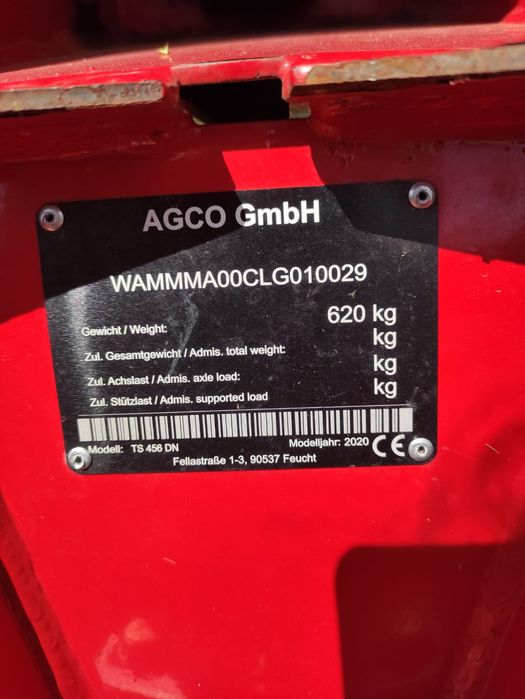 AGCO GmbH
WAMMMA00CLG010029
Gewicht / Weight: 620 kg
Zul. Gesamtgewicht / Admis. total weight: kg
Zul. Achslast / Admis. axle load: kg
Zul. Stützlast / Admis. supported load kg
Modell: TS 456 DN Modelljahr: 2020 CE
Fellastraße 1-3, 90537 Feucht